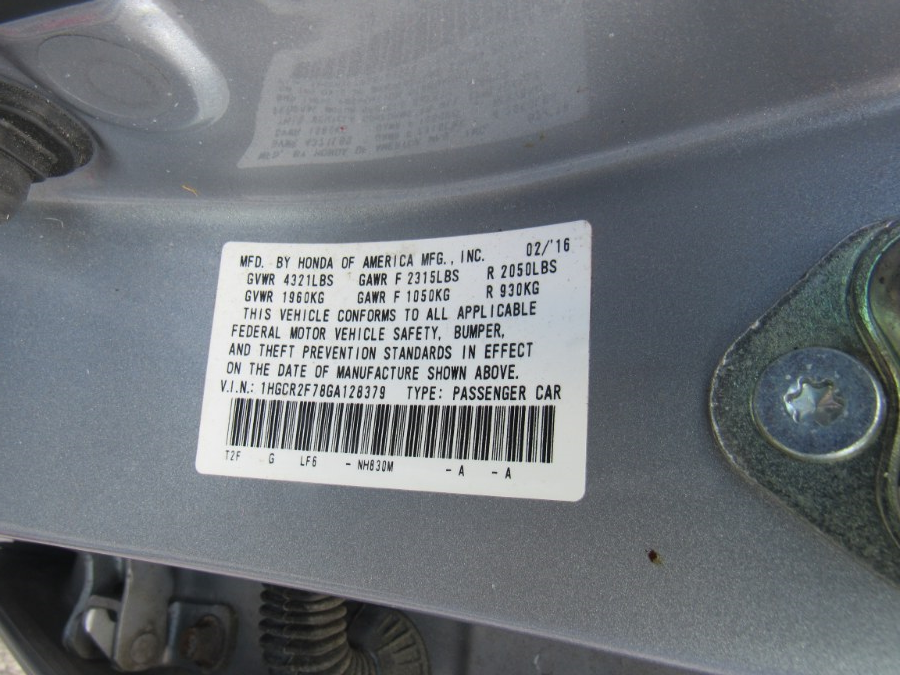 MFD. BY HONDA OF AMERICA MFG., INC. 02/'16
GVWR 4321LBS GAWR F 2315LBS R 2050LBS
GVWR 1960KG GAWR F 1050KG R 930KG
THIS VEHICLE CONFORMS TO ALL APPLICABLE
FEDERAL MOTOR VEHICLE SAFETY, BUMPER,
AND THEFT PREVENTION STANDARDS IN EFFECT
ON THE DATE OF MANUFACTURE SHOWN ABOVE.
V.I.N.: 1HGCR2F78GA128379 TYPE: PASSENGER CAR
T2F G LF6 - NH830M - A - A